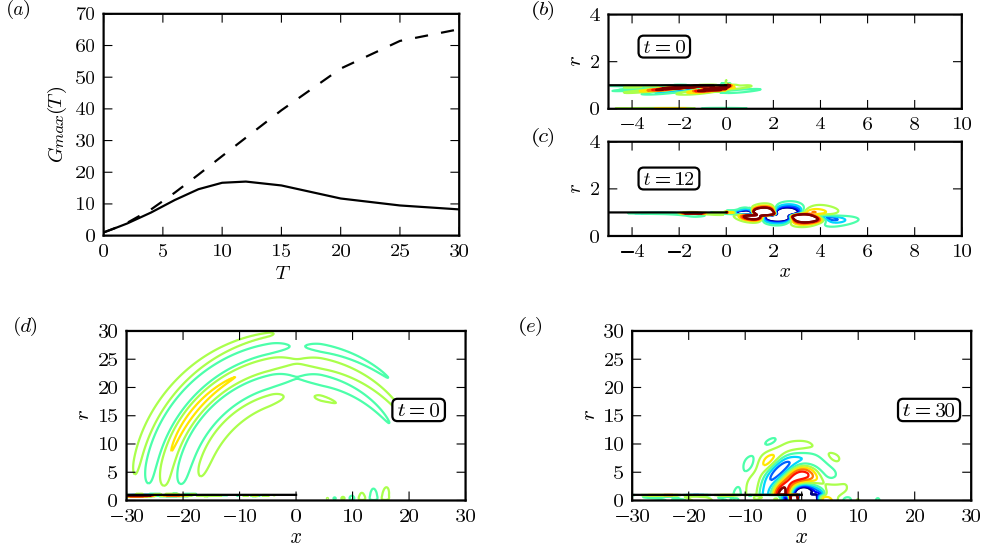 (a)
70
60
50
40
30
20
10
0
G_max(T)
0 5 10 15 20 25 30
T
(b)
4
2
0
r
t = 0
−4 −2 0 2 4 6 8 10
(c)
4
2
0
r
t = 12
−4 −2 0 2 4 6 8 10
x
(d)
30
25
20
15
10
5
0
r
t = 0
−30 −20 −10 0 10 20 30
x
(e)
30
25
20
15
10
5
0
r
t = 30
−30 −20 −10 0 10 20 30
x